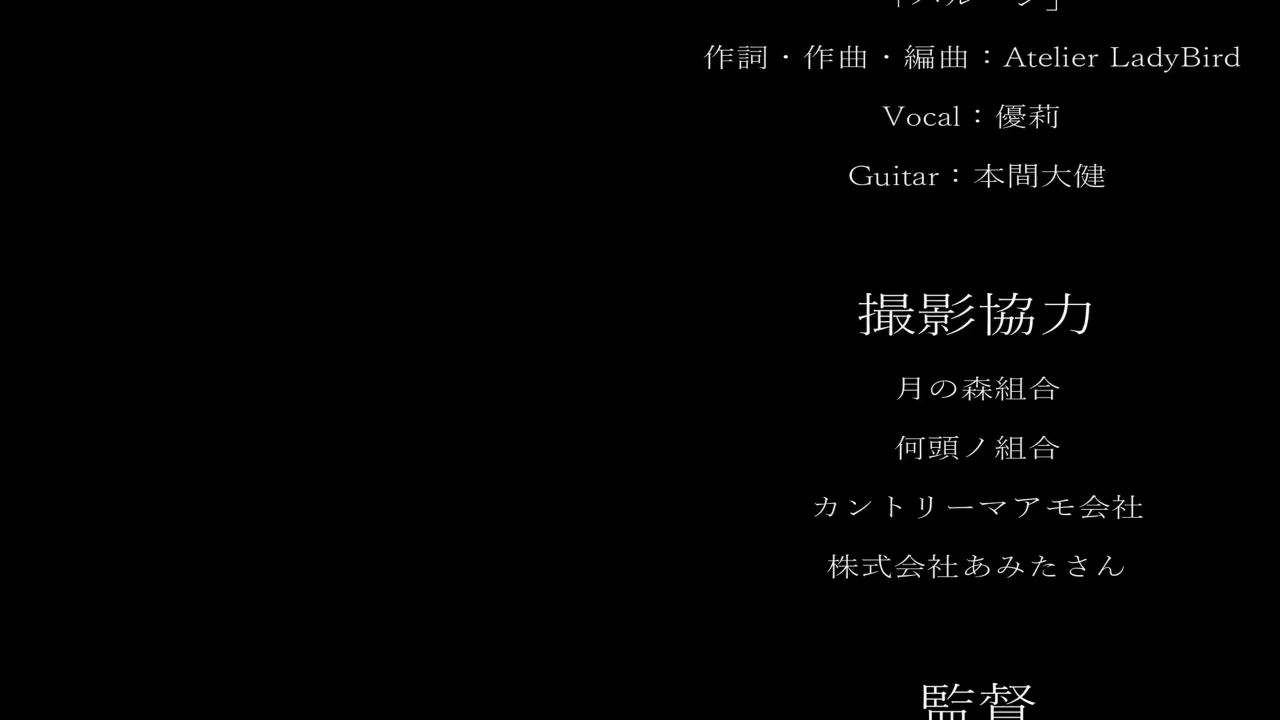 作詞・作曲・編曲：Atelier LadyBird
Vocal：優莉
Guitar：本間大健
撮影協力
月の森組合
何頭ノ組合
カントリーマアモ会社
株式会社あみたさん
監督